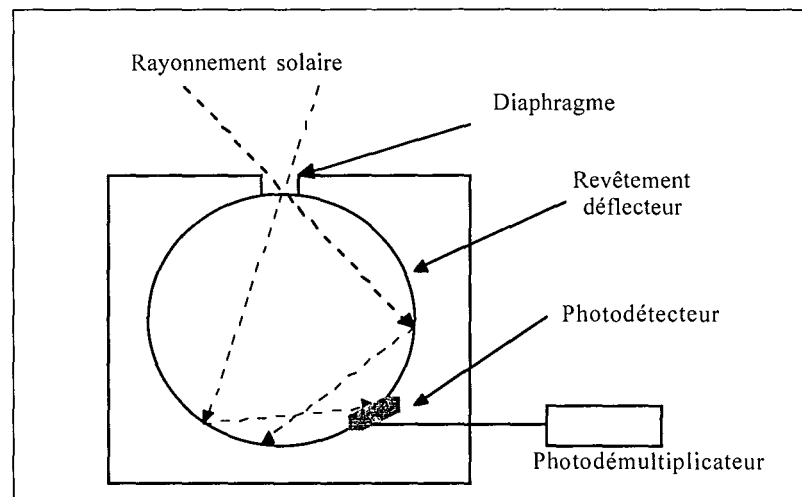 Rayonnement solaire
Diaphragme
Revêtement
déflecteur
Photodétecteur
Photodémultiplicateur